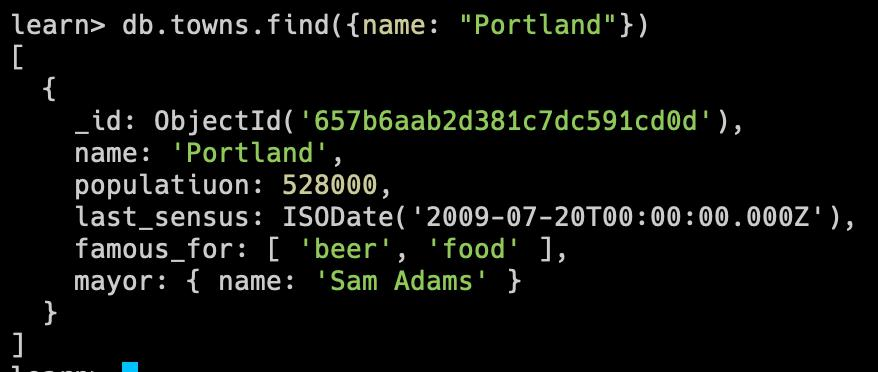 learn> db.towns.find({name: "Portland"})
[
  {
    _id: ObjectId('657b6aab2d381c7dc591cd0d'),
    name: 'Portland',
    populatiuon: 528000,
    last_sensus: ISODate('2009-07-20T00:00:00.000Z'),
    famous_for: [ 'beer', 'food' ],
    mayor: { name: 'Sam Adams' }
  }
]
learn>